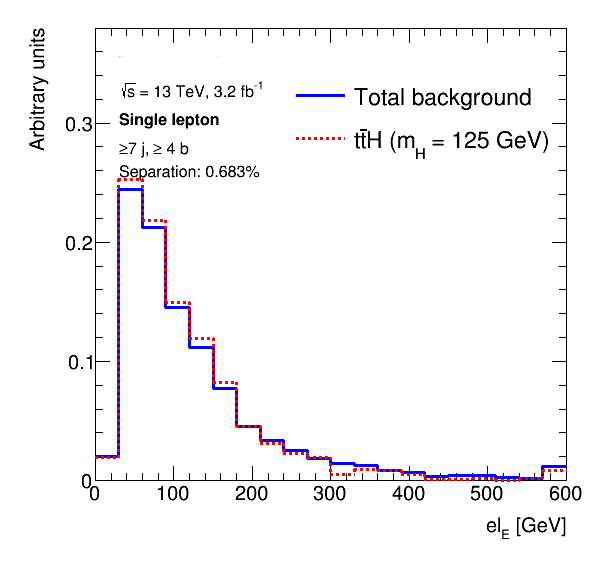 Arbitrary units
√s = 13 TeV, 3.2 fb⁻¹
Single lepton
≥7 j, ≥ 4 b
Separation: 0.683%
Total background
tt̄H (m_H = 125 GeV)
0.3
0.2
0.1
0
0 100 200 300 400 500 600
el_E [GeV]